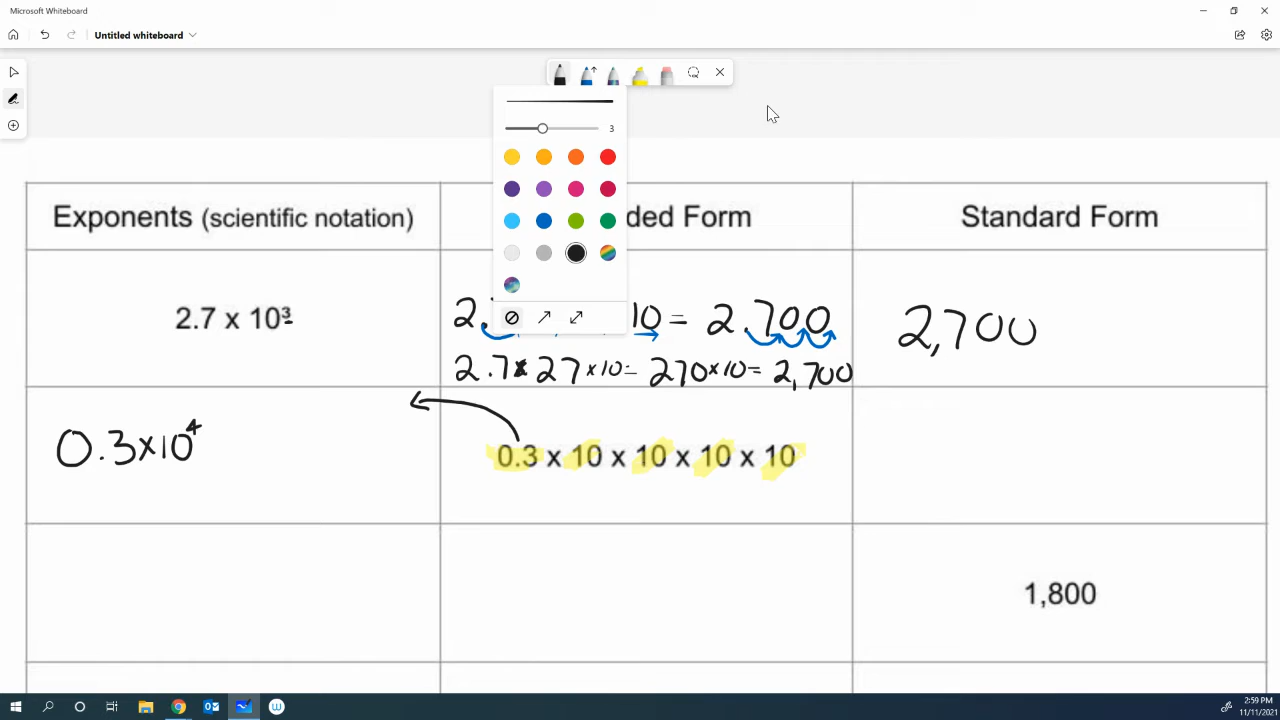 Microsoft Whiteboard
Untitled whiteboard
3
Exponents (scientific notation)
ded Form
Standard Form
2.7 x 10³
2. 10 = 2.700
2,700
2.7 x 27 x 10 = 270 x 10 = 2,700
0.3 x 10⁴
0.3 x 10 x 10 x 10 x 10
1,800
2:59 PM
11/11/2021